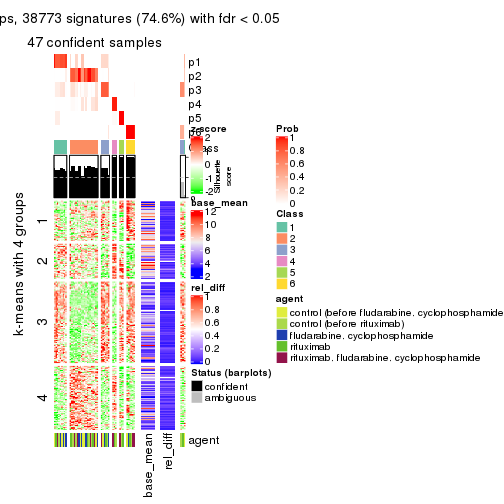 ps, 38773 signatures (74.6%) with fdr < 0.05
47 confident samples
p1
p2
p3
p4
p5
p6
Class
Silhouette
score
k-means with 4 groups
1
2
3
4
base_mean
rel_diff
agent
z-score
2
1
0
-1
-2
base_mean
12
10
8
6
4
2
rel_diff
1
0.8
0.6
0.4
0.2
0
Status (barplots)
confident
ambiguous
Prob
1
0.8
0.6
0.4
0.2
0
Class
1
2
3
4
5
6
agent
control (before fludarabine. cyclophosphamide
control (before rituximab)
fludarabine. cyclophosphamide
rituximab
rituximab. fludarabine. cyclophosphamide